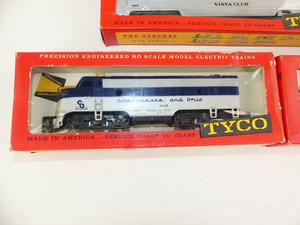 VISTA CLUB
MADE IN AMERICA...SERVICE COAST TO COAST
THE GENERAL
PRECISION ENGINEERED HO SCALE MODEL ELECTRIC TRAINS
Chesapeake and Ohio
MADE IN AMERICA...SERVICE COAST TO COAST
TYCO